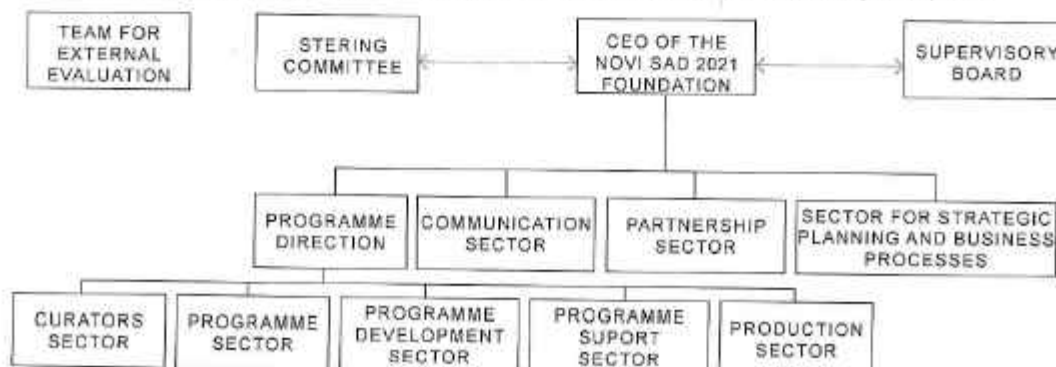 TEAM FOR
EXTERNAL
EVALUATION
STERING
COMMITTEE
CEO OF THE
NOVI SAD 2021
FOUNDATION
SUPERVISORY
BOARD
PROGRAMME
DIRECTION
COMMUNICATION
SECTOR
PARTNERSHIP
SECTOR
SECTOR FOR STRATEGIC
PLANNING AND BUSINESS
PROCESSES
CURATORS
SECTOR
PROGRAMME
SECTOR
PROGRAMME
DEVELOPMENT
SECTOR
PROGRAMME
SUPORT
SECTOR
PRODUCTION
SECTOR